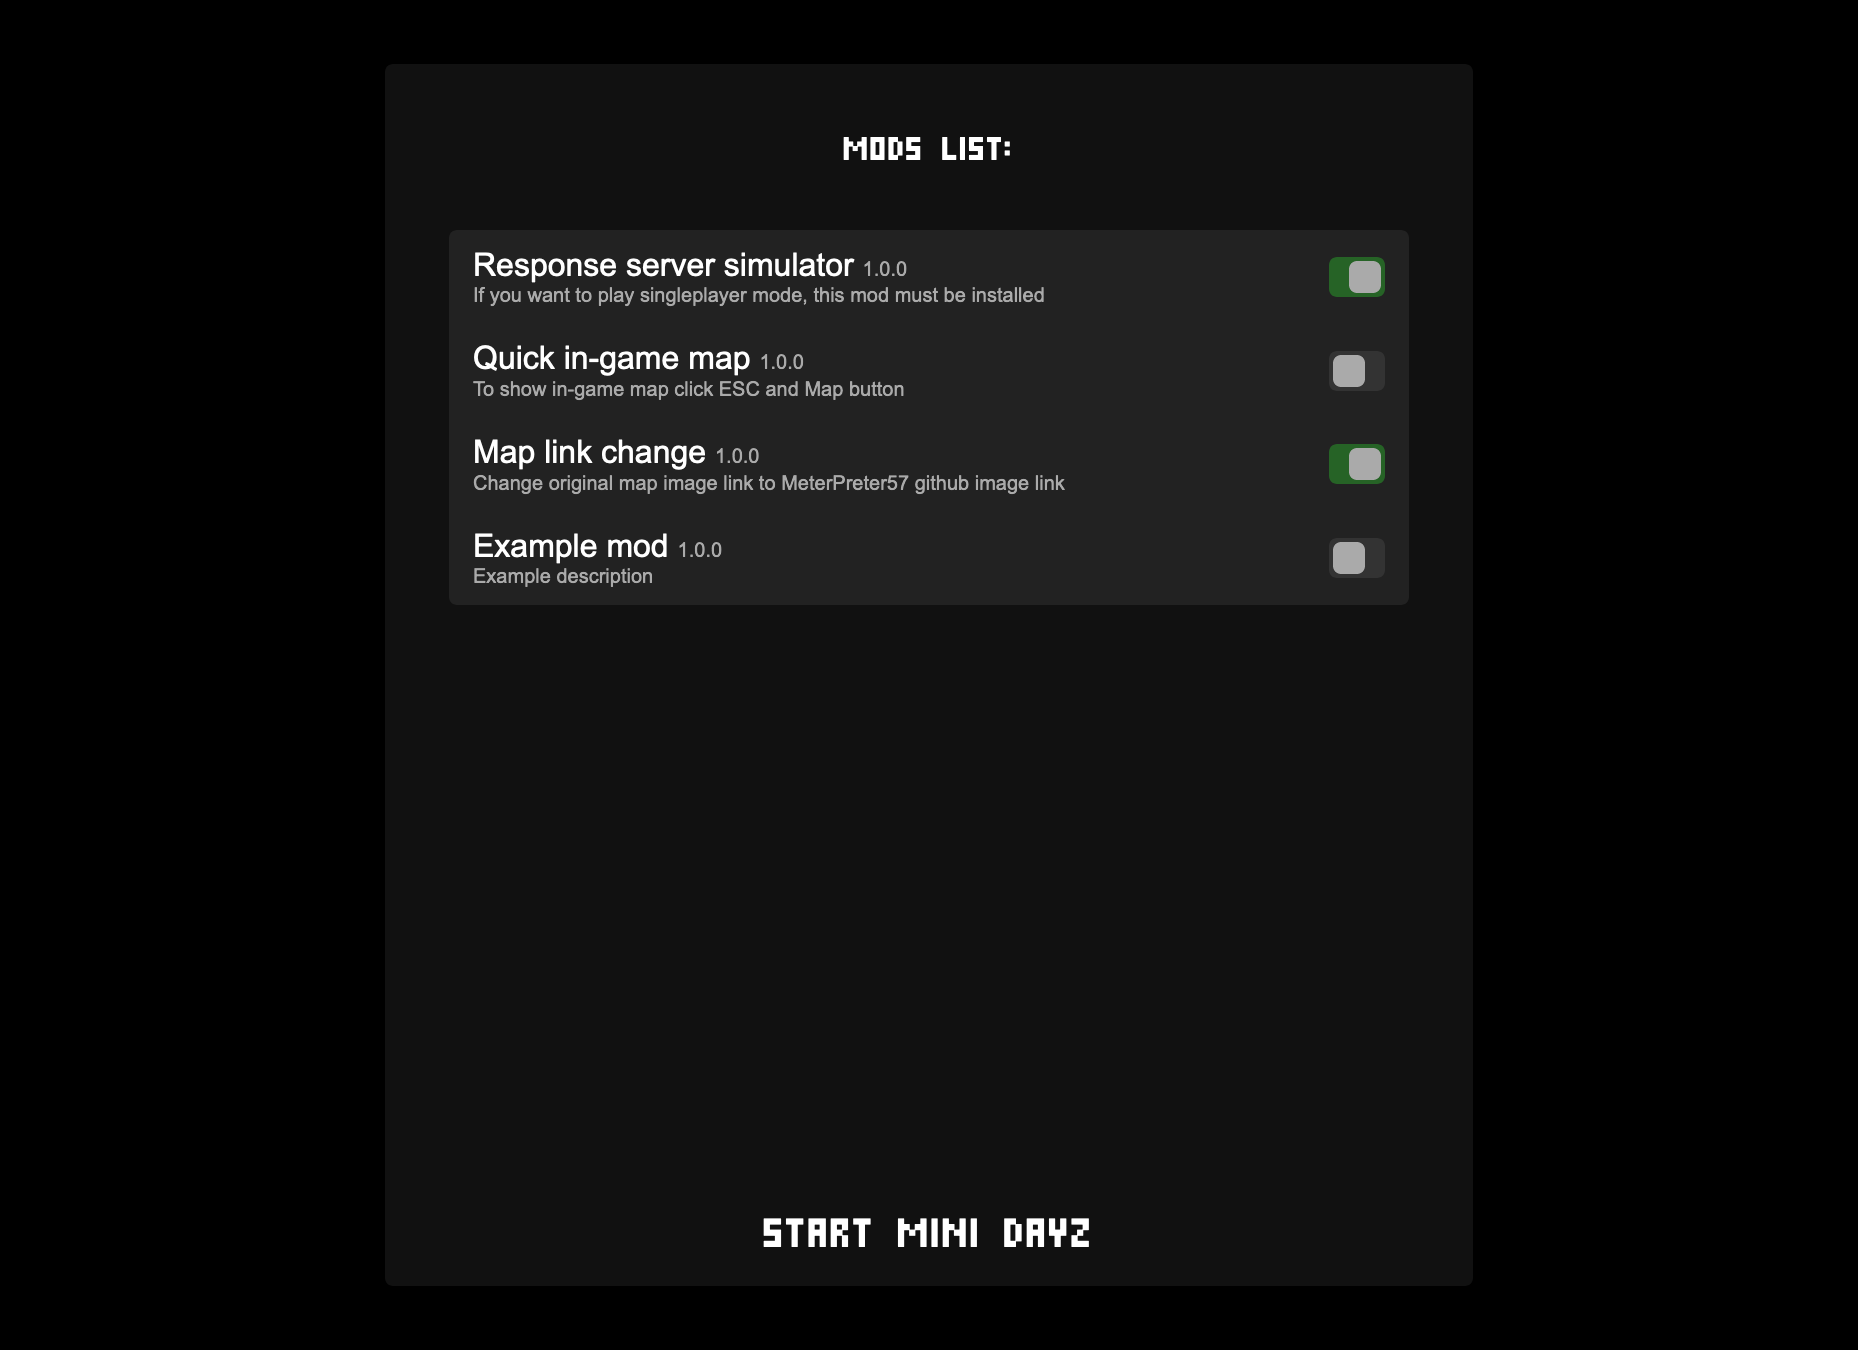 MODS LIST:
Response server simulator 1.0.0
If you want to play singleplayer mode, this mod must be installed
Quick in-game map 1.0.0
To show in-game map click ESC and Map button
Map link change 1.0.0
Change original map image link to MeterPreter57 github image link
Example mod 1.0.0
Example description
START MINI DAYZ